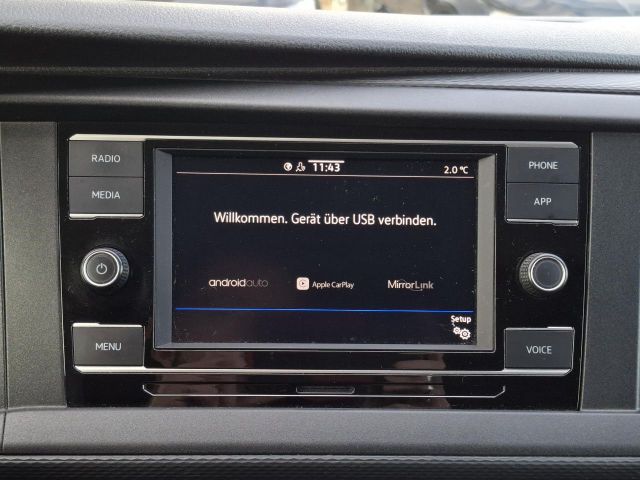 RADIO
MEDIA
MENU
11:43
2.0 °C
Willkommen. Gerät über USB verbinden.
androidauto
Apple CarPlay
MirrorLink
Setup
PHONE
APP
VOICE